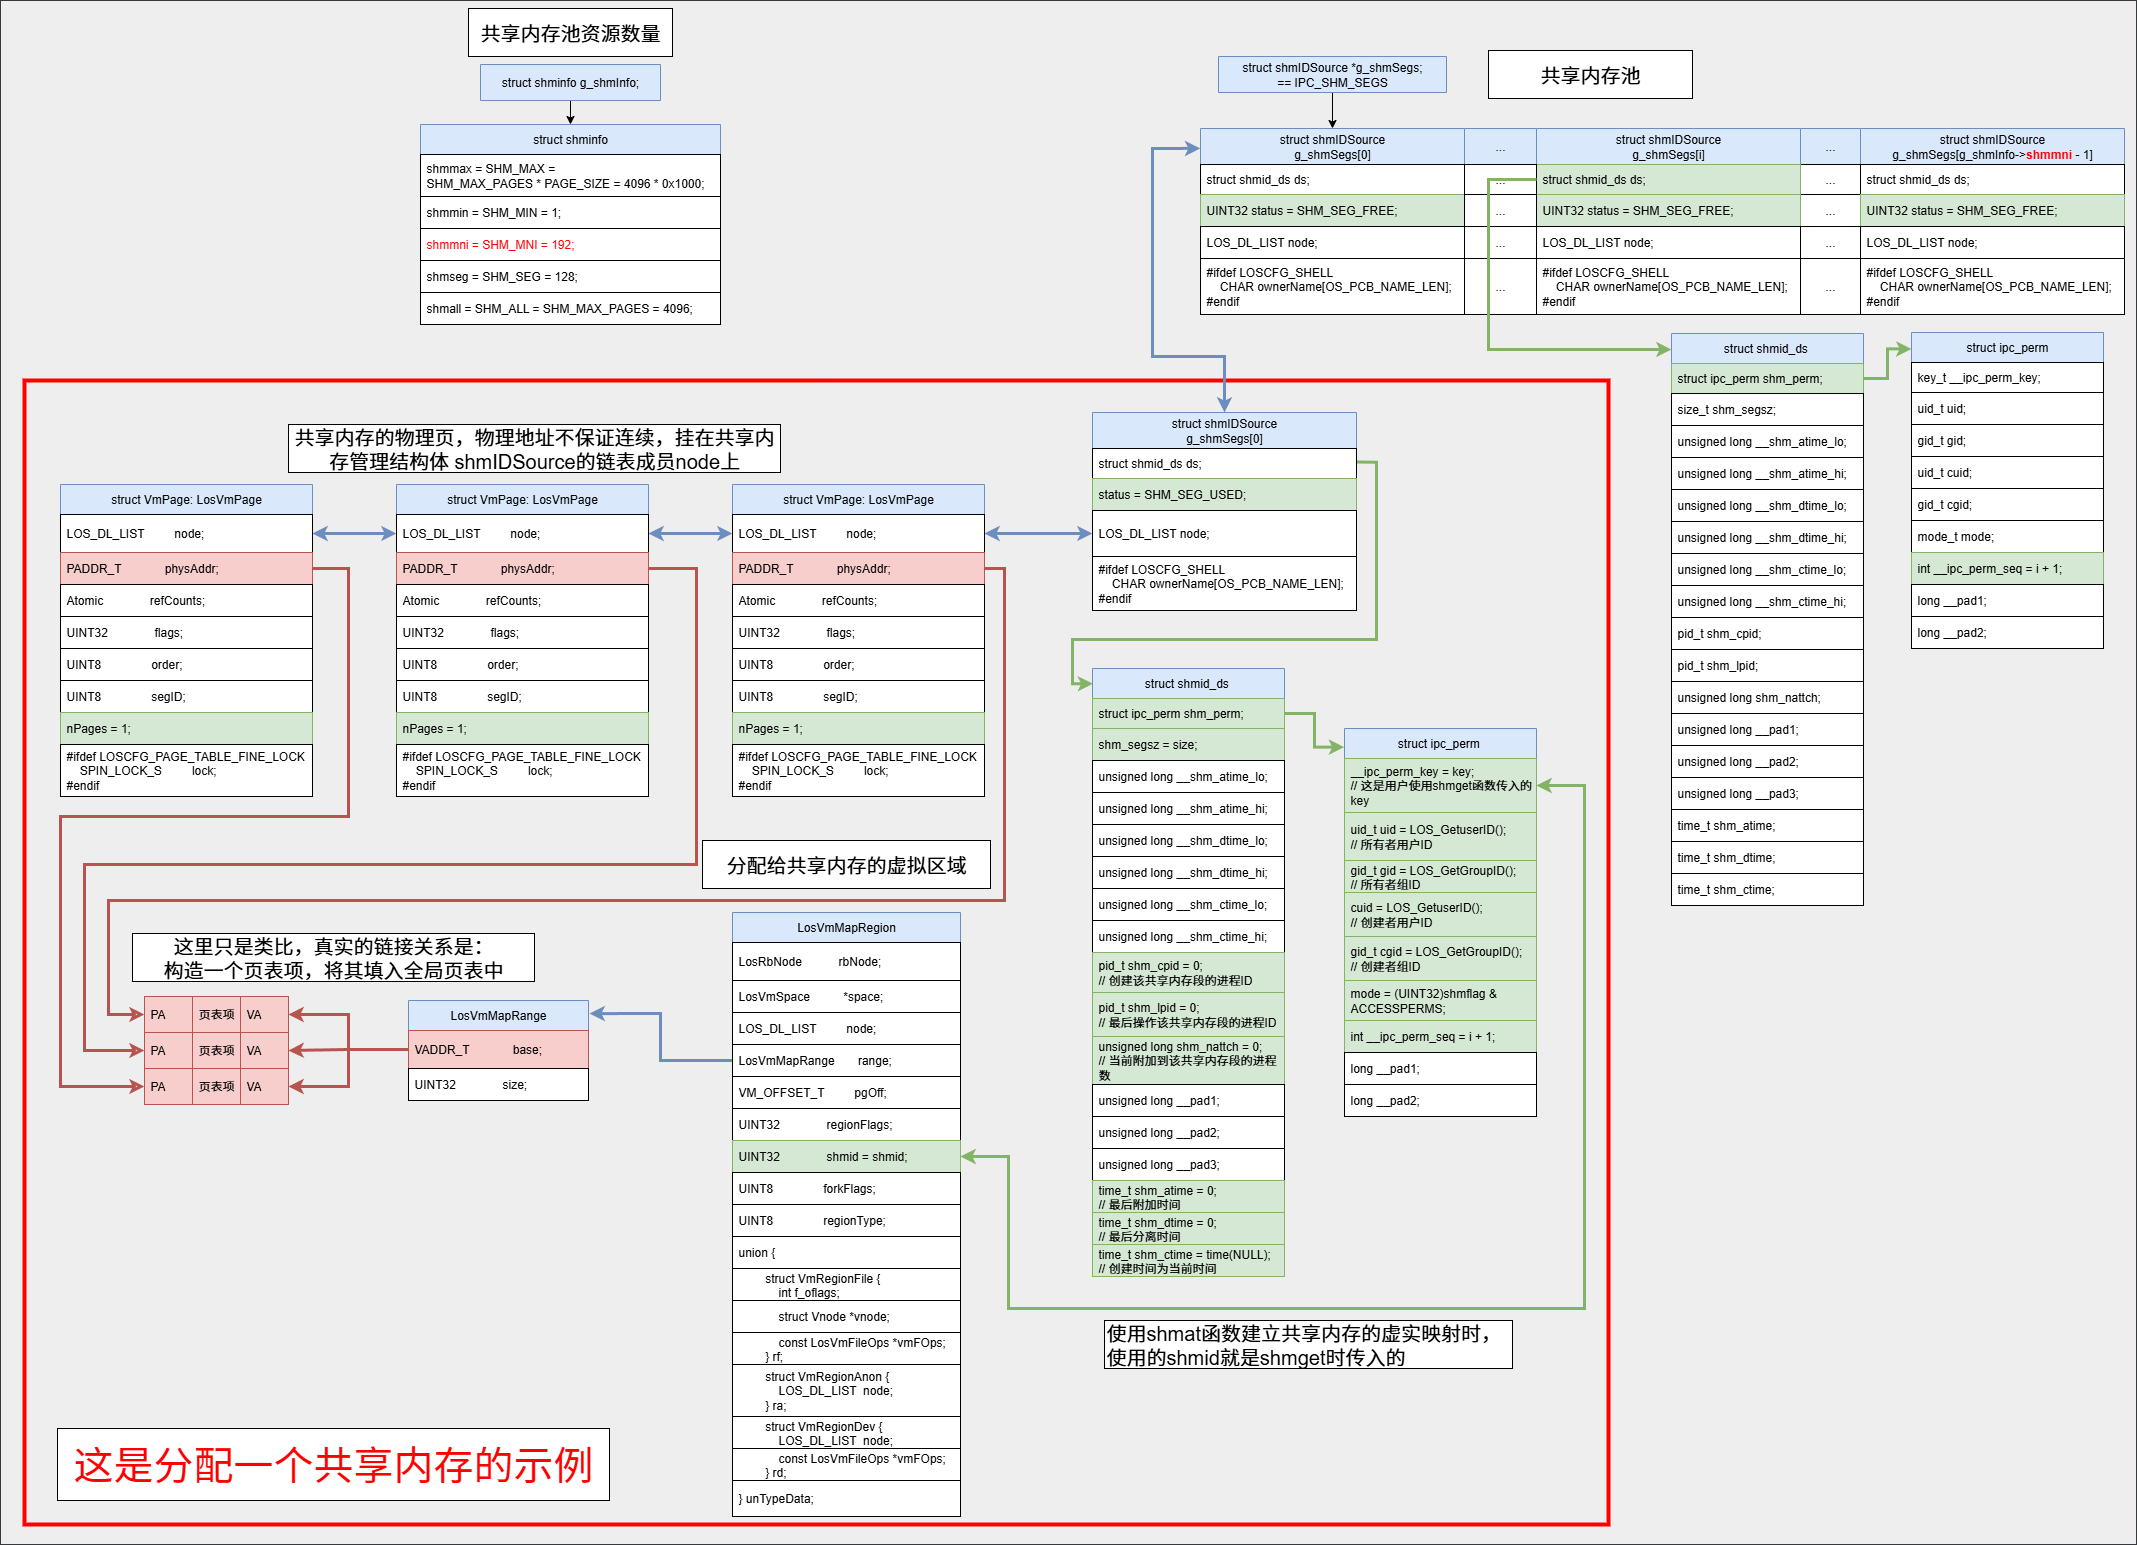 共享内存池资源数量
struct shminfo g_shmInfo;
struct shminfo
shmmax = SHM_MAX =
SHM_MAX_PAGES * PAGE_SIZE = 4096 * 0x1000;
shmmin = SHM_MIN = 1;
shmmni = SHM_MNI = 192;
shmseg = SHM_SEG = 128;
shmall = SHM_ALL = SHM_MAX_PAGES = 4096;
struct shmIDSource *g_shmSegs;
== IPC_SHM_SEGS
共享内存池
struct shmIDSource
g_shmSegs[0]
struct shmid_ds ds;
UINT32 status = SHM_SEG_FREE;
LOS_DL_LIST node;
#ifdef LOSCFG_SHELL
CHAR ownerName[OS_PCB_NAME_LEN];
#endif
...
...
...
...
...
struct shmIDSource
g_shmSegs[i]
struct shmid_ds ds;
UINT32 status = SHM_SEG_FREE;
LOS_DL_LIST node;
#ifdef LOSCFG_SHELL
CHAR ownerName[OS_PCB_NAME_LEN];
#endif
...
...
...
...
...
struct shmIDSource
g_shmSegs[g_shmInfo->shmmni - 1]
struct shmid_ds ds;
UINT32 status = SHM_SEG_FREE;
LOS_DL_LIST node;
#ifdef LOSCFG_SHELL
CHAR ownerName[OS_PCB_NAME_LEN];
#endif
struct shmid_ds
struct ipc_perm shm_perm;
size_t shm_segsz;
unsigned long __shm_atime_lo;
unsigned long __shm_atime_hi;
unsigned long __shm_dtime_lo;
unsigned long __shm_dtime_hi;
unsigned long __shm_ctime_lo;
unsigned long __shm_ctime_hi;
pid_t shm_cpid;
pid_t shm_lpid;
unsigned long shm_nattch;
unsigned long __pad1;
unsigned long __pad2;
unsigned long __pad3;
time_t shm_atime;
time_t shm_dtime;
time_t shm_ctime;
struct ipc_perm
key_t __ipc_perm_key;
uid_t uid;
gid_t gid;
uid_t cuid;
gid_t cgid;
mode_t mode;
int __ipc_perm_seq = i + 1;
long __pad1;
long __pad2;
共享内存的物理页，物理地址不保证连续，挂在共享内
存管理结构体 shmIDSource的链表成员node上
struct VmPage: LosVmPage
LOS_DL_LIST node;
PADDR_T physAddr;
Atomic refCounts;
UINT32 flags;
UINT8 order;
UINT8 segID;
nPages = 1;
#ifdef LOSCFG_PAGE_TABLE_FINE_LOCK
SPIN_LOCK_S lock;
#endif
struct VmPage: LosVmPage
LOS_DL_LIST node;
PADDR_T physAddr;
Atomic refCounts;
UINT32 flags;
UINT8 order;
UINT8 segID;
nPages = 1;
#ifdef LOSCFG_PAGE_TABLE_FINE_LOCK
SPIN_LOCK_S lock;
#endif
struct VmPage: LosVmPage
LOS_DL_LIST node;
PADDR_T physAddr;
Atomic refCounts;
UINT32 flags;
UINT8 order;
UINT8 segID;
nPages = 1;
#ifdef LOSCFG_PAGE_TABLE_FINE_LOCK
SPIN_LOCK_S lock;
#endif
struct shmIDSource
g_shmSegs[0]
struct shmid_ds ds;
status = SHM_SEG_USED;
LOS_DL_LIST node;
#ifdef LOSCFG_SHELL
CHAR ownerName[OS_PCB_NAME_LEN];
#endif
struct shmid_ds
struct ipc_perm shm_perm;
shm_segsz = size;
unsigned long __shm_atime_lo;
unsigned long __shm_atime_hi;
unsigned long __shm_dtime_lo;
unsigned long __shm_dtime_hi;
unsigned long __shm_ctime_lo;
unsigned long __shm_ctime_hi;
pid_t shm_cpid = 0;
// 创建该共享内存段的进程ID
pid_t shm_lpid = 0;
// 最后操作该共享内存段的进程ID
unsigned long shm_nattch = 0;
// 当前附加到该共享内存段的进程
数
unsigned long __pad1;
unsigned long __pad2;
unsigned long __pad3;
time_t shm_atime = 0;
// 最后附加时间
time_t shm_dtime = 0;
// 最后分离时间
time_t shm_ctime = time(NULL);
// 创建时间为当前时间
struct ipc_perm
__ipc_perm_key = key;
// 这是用户使用shmget函数传入的
key
uid_t uid = LOS_GetuserID();
// 所有者用户ID
gid_t gid = LOS_GetGroupID();
// 所有者组ID
cuid = LOS_GetuserID();
// 创建者用户ID
gid_t cgid = LOS_GetGroupID();
// 创建者组ID
mode = (UINT32)shmflag &
ACCESSPERMS;
int __ipc_perm_seq = i + 1;
long __pad1;
long __pad2;
分配给共享内存的虚拟区域
LosVmMapRegion
LosRbNode rbNode;
LosVmSpace *space;
LOS_DL_LIST node;
LosVmMapRange range;
VM_OFFSET_T pgOff;
UINT32 regionFlags;
UINT32 shmid = shmid;
UINT8 forkFlags;
UINT8 regionType;
union {
struct VmRegionFile {
int f_oflags;
struct Vnode *vnode;
const LosVmFileOps *vmFOps;
} rf;
struct VmRegionAnon {
LOS_DL_LIST node;
} ra;
struct VmRegionDev {
LOS_DL_LIST node;
const LosVmFileOps *vmFOps;
} rd;
} unTypeData;
这里只是类比，真实的链接关系是：
构造一个页表项，将其填入全局页表中
PA 页表项 VA
PA 页表项 VA
PA 页表项 VA
LosVmMapRange
VADDR_T base;
UINT32 size;
使用shmat函数建立共享内存的虚实映射时，
使用的shmid就是shmget时传入的
这是分配一个共享内存的示例